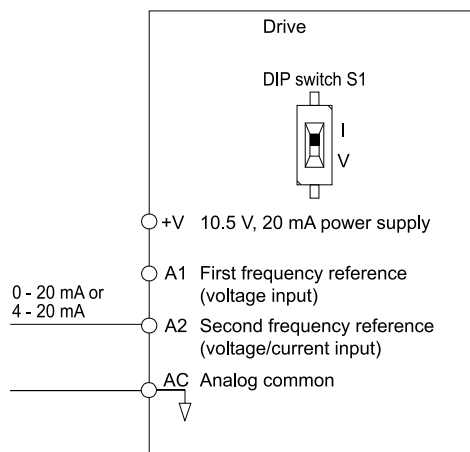 Drive
DIP switch S1
I
V
+V 10.5 V, 20 mA power supply
A1 First frequency reference
(voltage input)
0 - 20 mA or
4 - 20 mA
A2 Second frequency reference
(voltage/current input)
AC Analog common